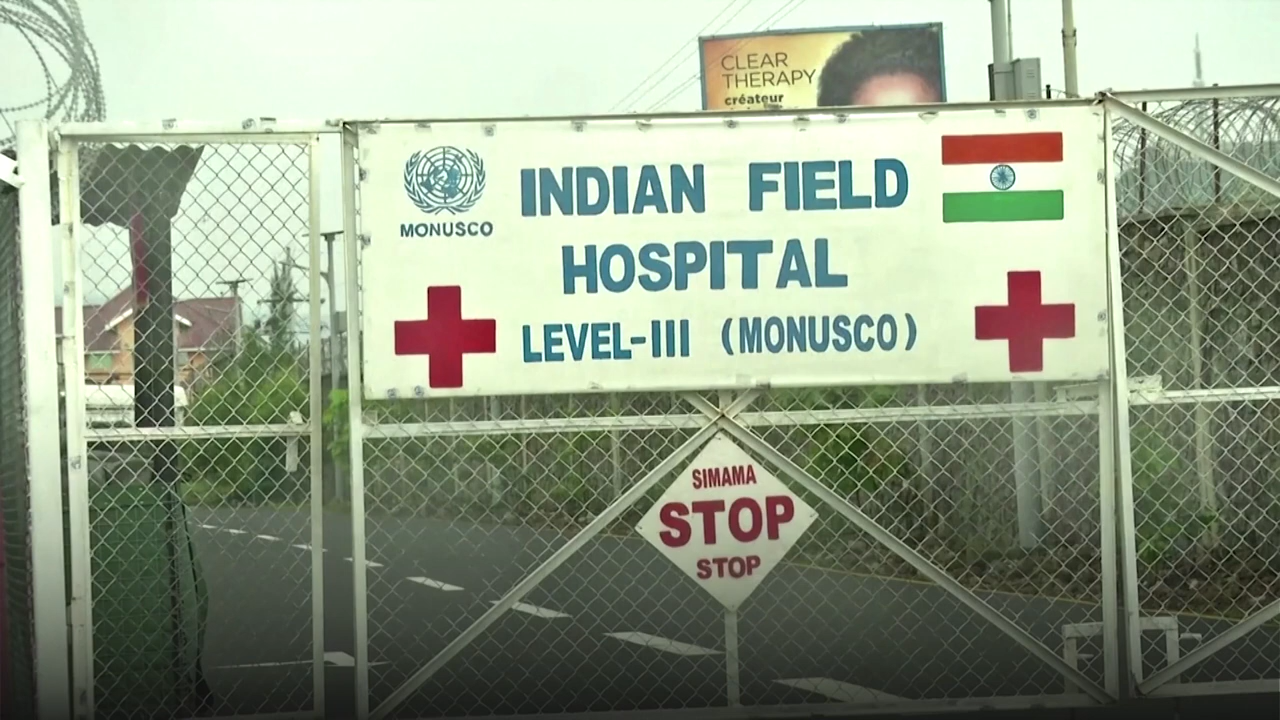 CLEAR
THERAPY
créateur
MONUSCO
INDIAN FIELD
HOSPITAL
LEVEL-III (MONUSCO)
SIMAMA
STOP
STOP